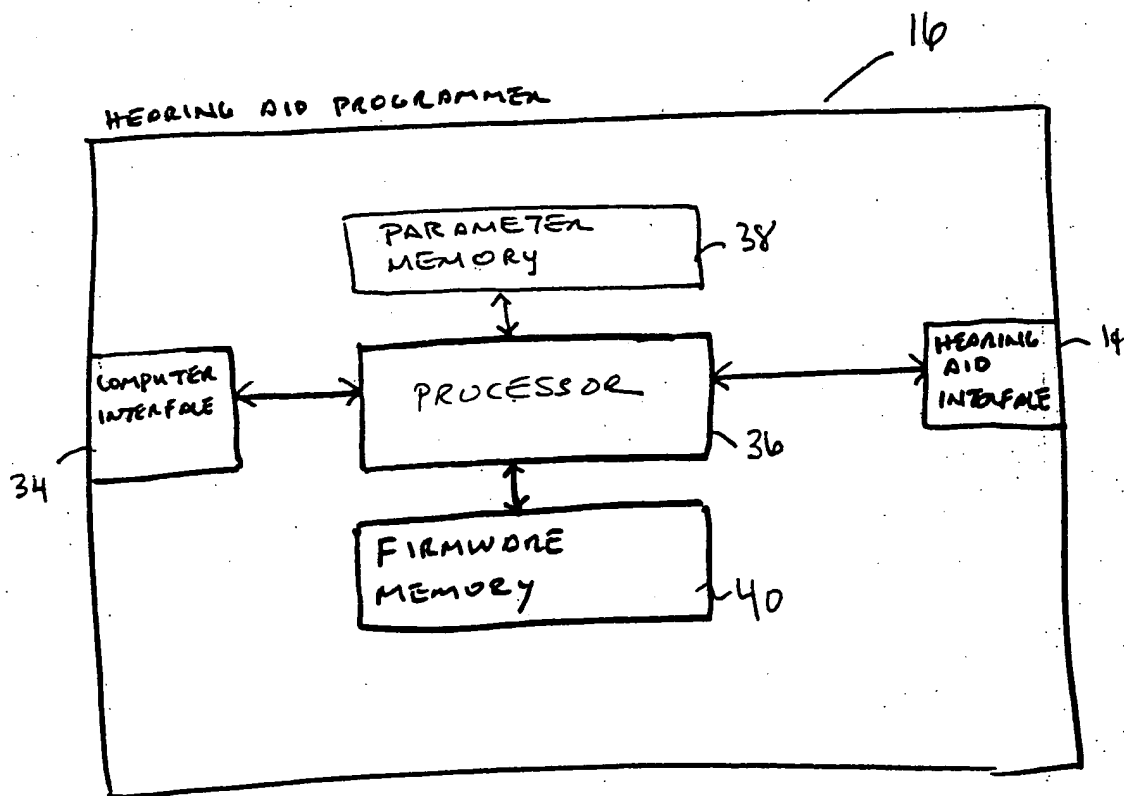 16
HEARING AID PROGRAMMER
PARAMETER
MEMORY
38
COMPUTER
INTERFACE
34
PROCESSOR
36
HEARING
AID
INTERFACE
14
FIRMWARE
MEMORY
40